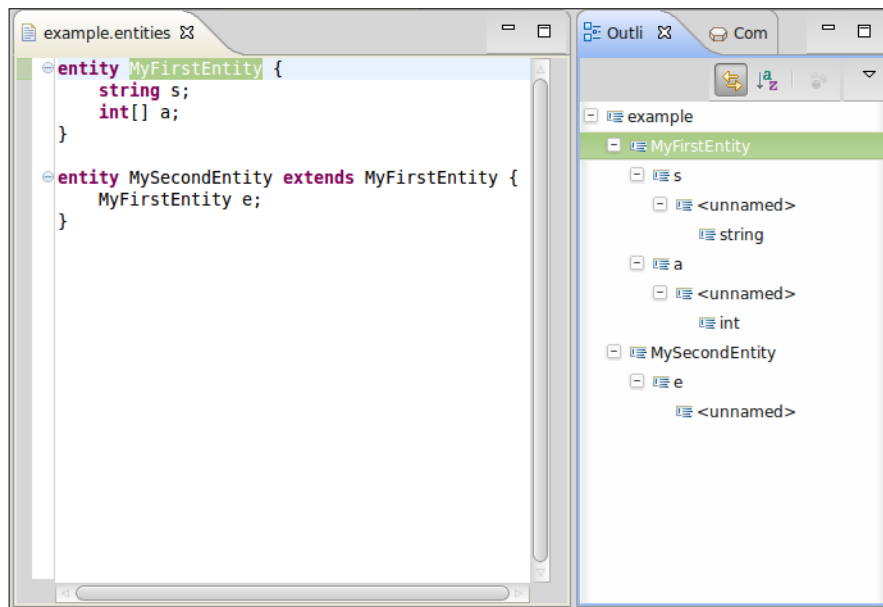 example.entities
entity MyFirstEntity {
string s;
int[] a;
}
entity MySecondEntity extends MyFirstEntity {
MyFirstEntity e;
}
Outli
Com
a
z
example
MyFirstEntity
s
<unnamed>
string
a
<unnamed>
int
MySecondEntity
e
<unnamed>